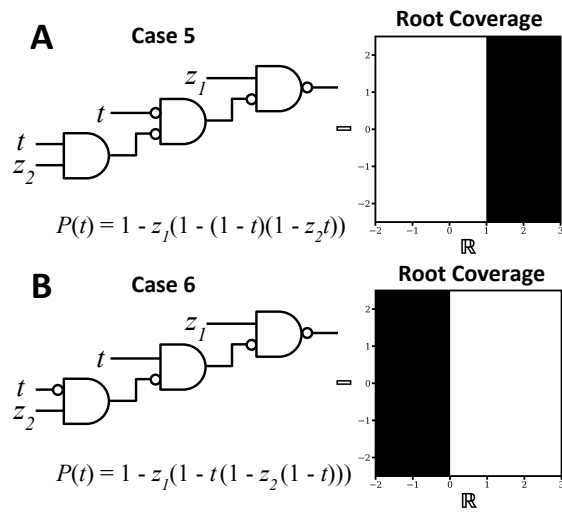 A
Case 5
Root Coverage
z₁
t
t
z₂
P(t) = 1 - z₁(1 - (1 - t)(1 - z₂t))
2
1
0
−1
−2
𝕀
−2 −1 0 1 2 3
ℝ
B
Case 6
Root Coverage
z₁
t
t
z₂
P(t) = 1 - z₁(1 - t(1 - z₂(1 - t)))
2
1
0
−1
−2
𝕀
−2 −1 0 1 2 3
ℝ